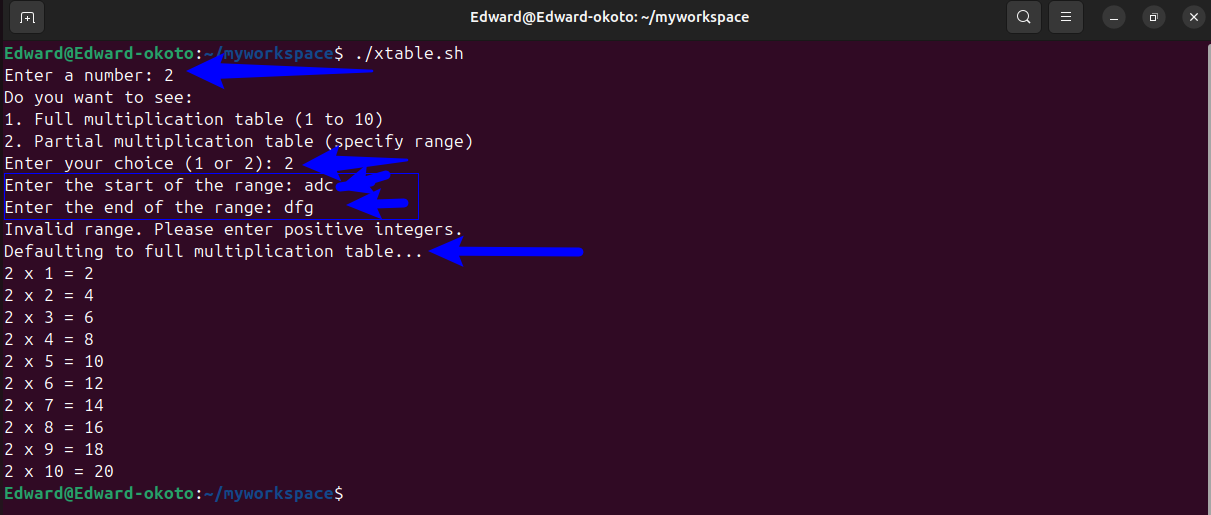 Edward@Edward-okoto: ~/myworkspace
Edward@Edward-okoto:~/myworkspace$ ./xtable.sh
Enter a number: 2
Do you want to see:
1. Full multiplication table (1 to 10)
2. Partial multiplication table (specify range)
Enter your choice (1 or 2): 2
Enter the start of the range: adc
Enter the end of the range: dfg
Invalid range. Please enter positive integers.
Defaulting to full multiplication table...
2 x 1 = 2
2 x 2 = 4
2 x 3 = 6
2 x 4 = 8
2 x 5 = 10
2 x 6 = 12
2 x 7 = 14
2 x 8 = 16
2 x 9 = 18
2 x 10 = 20
Edward@Edward-okoto:~/myworkspace$